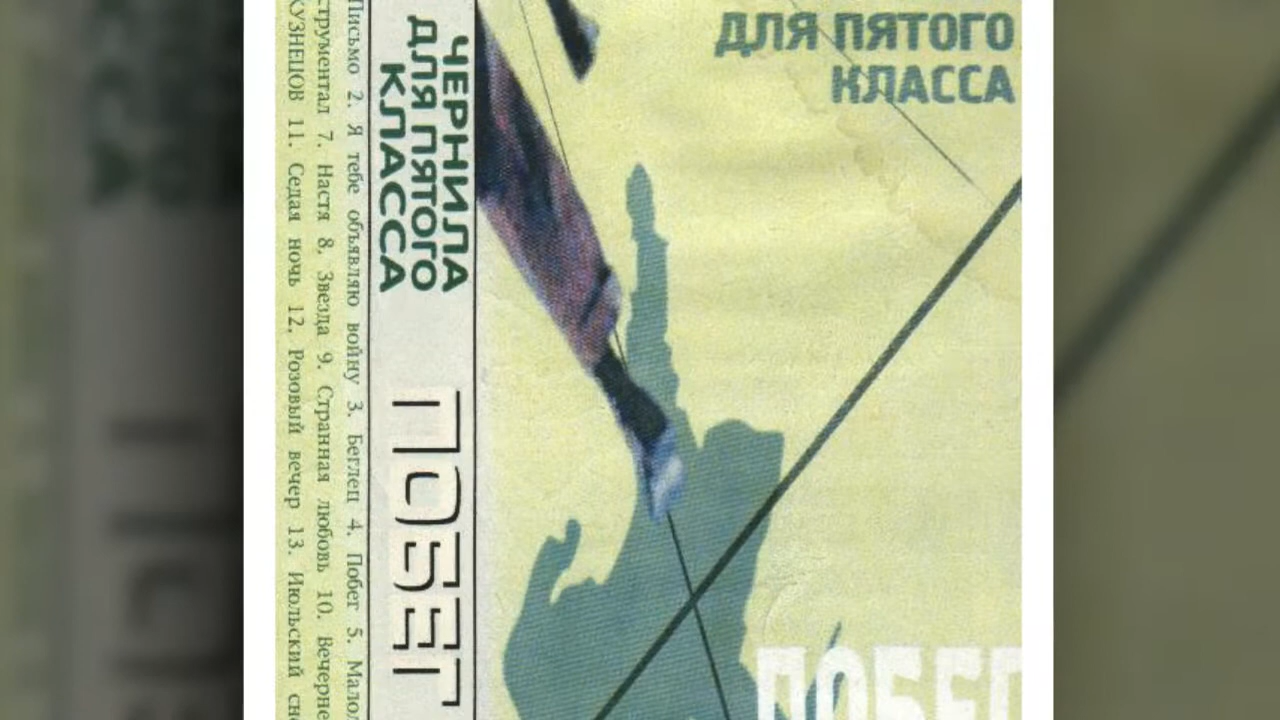 Письмо 2. Я тебе объявляю войну 3. Беглец 4. Побег 5.
7. Настя 8. Звезда 9. Странная любовь 10.
КУЗНЕЦОВ 11. Седая ночь 12. Розовый вечер 13. Июльский
ЧЕРНИЛА
ДЛЯ ПЯТОГО
КЛАССА
ПОБЕГ
ДЛЯ ПЯТОГО
КЛАССА
ПОБЕГ